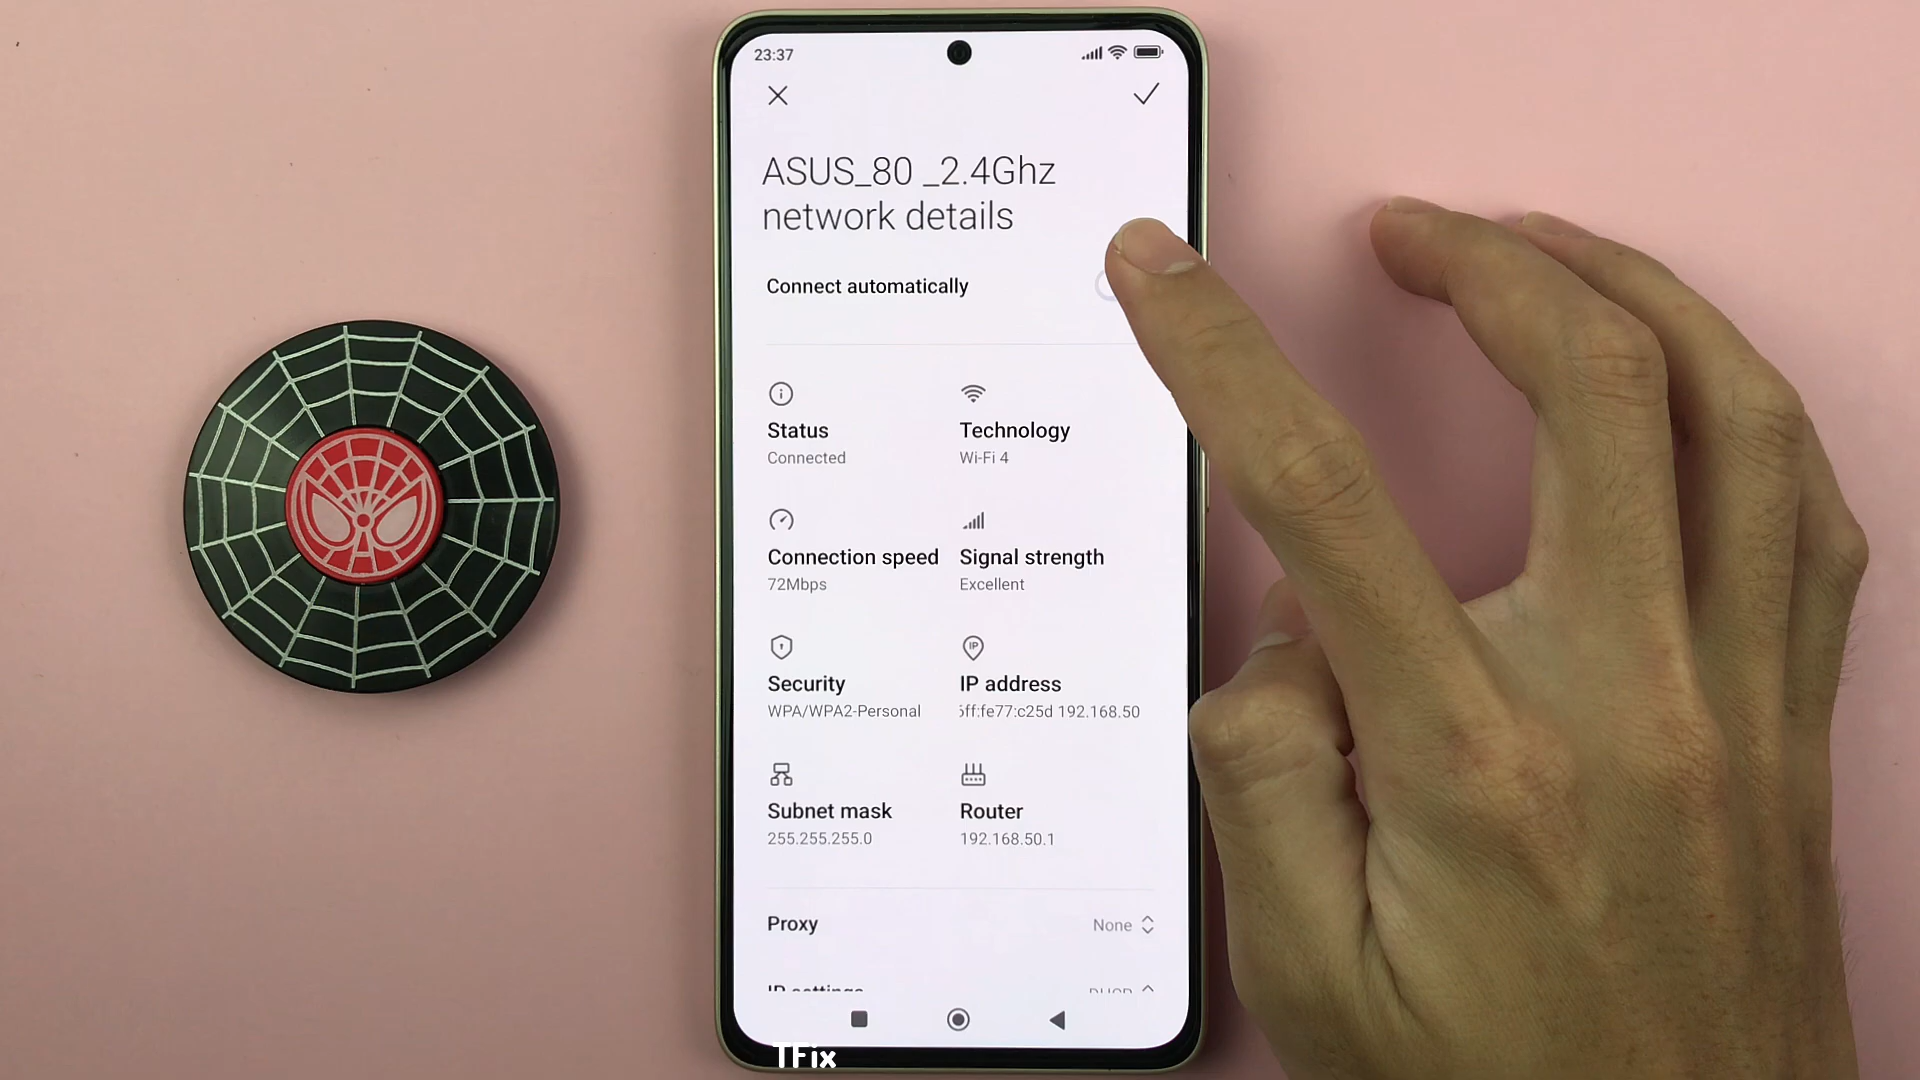 23:37
ASUS_80 _2.4Ghz
network details
Connect automatically
Status
Connected
Technology
Wi-Fi 4
Connection speed
72Mbps
Signal strength
Excellent
Security
WPA/WPA2-Personal
IP address
ff:fe77:c25d 192.168.50
Subnet mask
255.255.255.0
Router
192.168.50.1
Proxy
None
IP settings
DHCP
TFix